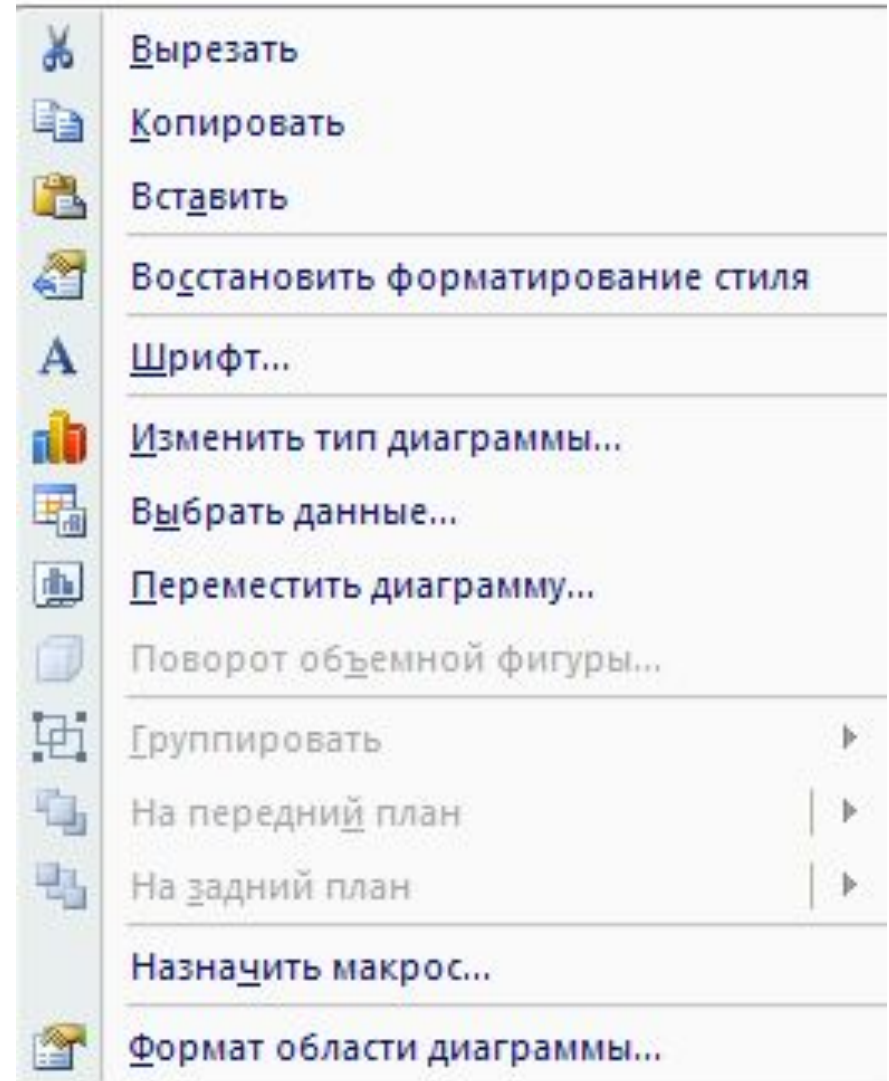 Вырезать
Копировать
Вставить
Восстановить форматирование стиля
Шрифт...
Изменить тип диаграммы...
Выбрать данные...
Переместить диаграмму...
Поворот объемной фигуры...
Группировать
На передний план
На задний план
Назначить макрос...
Формат области диаграммы...